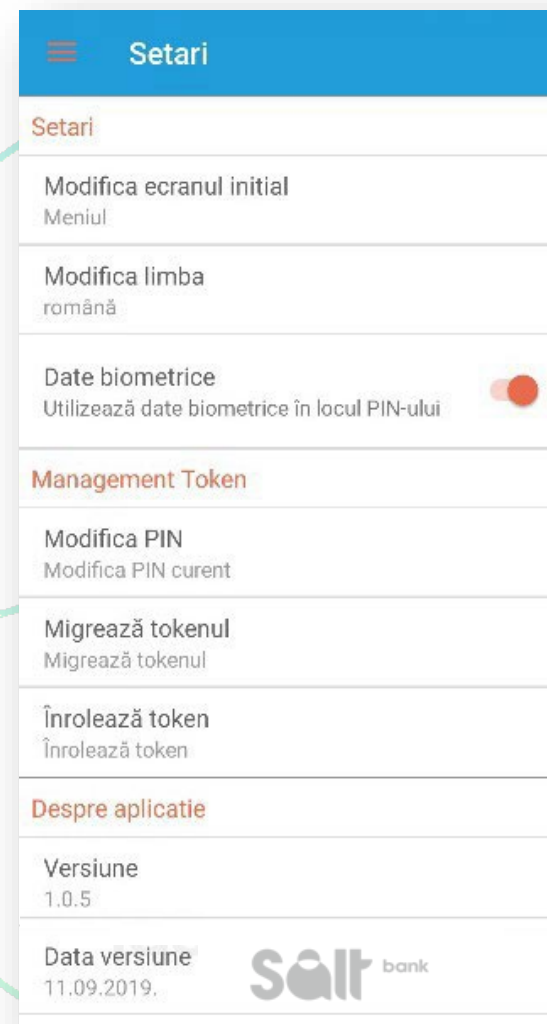 Setari
Setari
Modifica ecranul initial
Meniul
Modifica limba
română
Date biometrice
Utilizează date biometrice în locul PIN-ului
Management Token
Modifica PIN
Modifica PIN curent
Migrează tokenul
Migrează tokenul
Înrolează token
Înrolează token
Despre aplicatie
Versiune
1.0.5
Data versiune
11.09.2019.
Sâlt bank